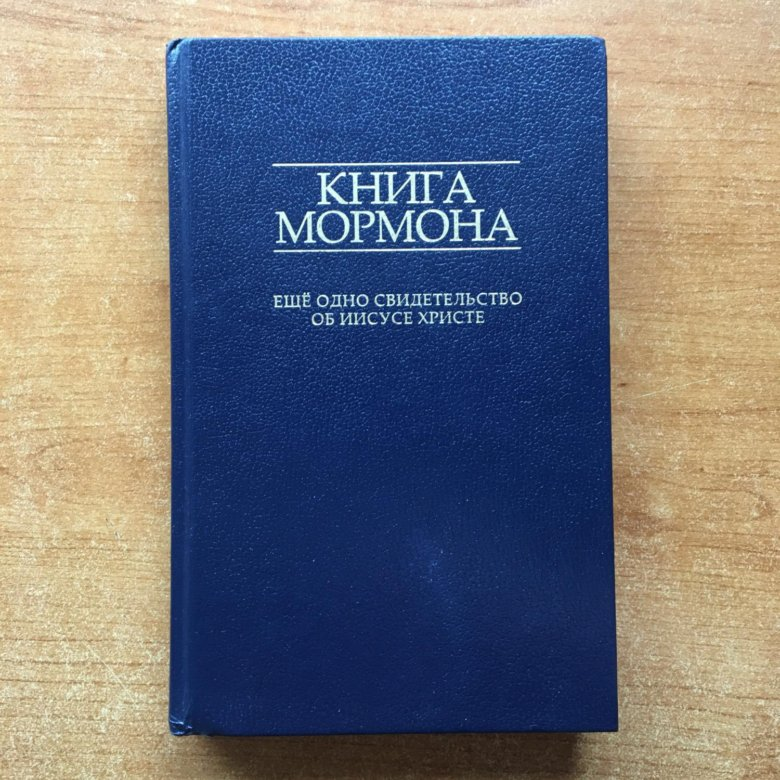 КНИГА
МОРМОНА
ЕЩЁ ОДНО СВИДЕТЕЛЬСТВО
ОБ ИИСУСЕ ХРИСТЕ